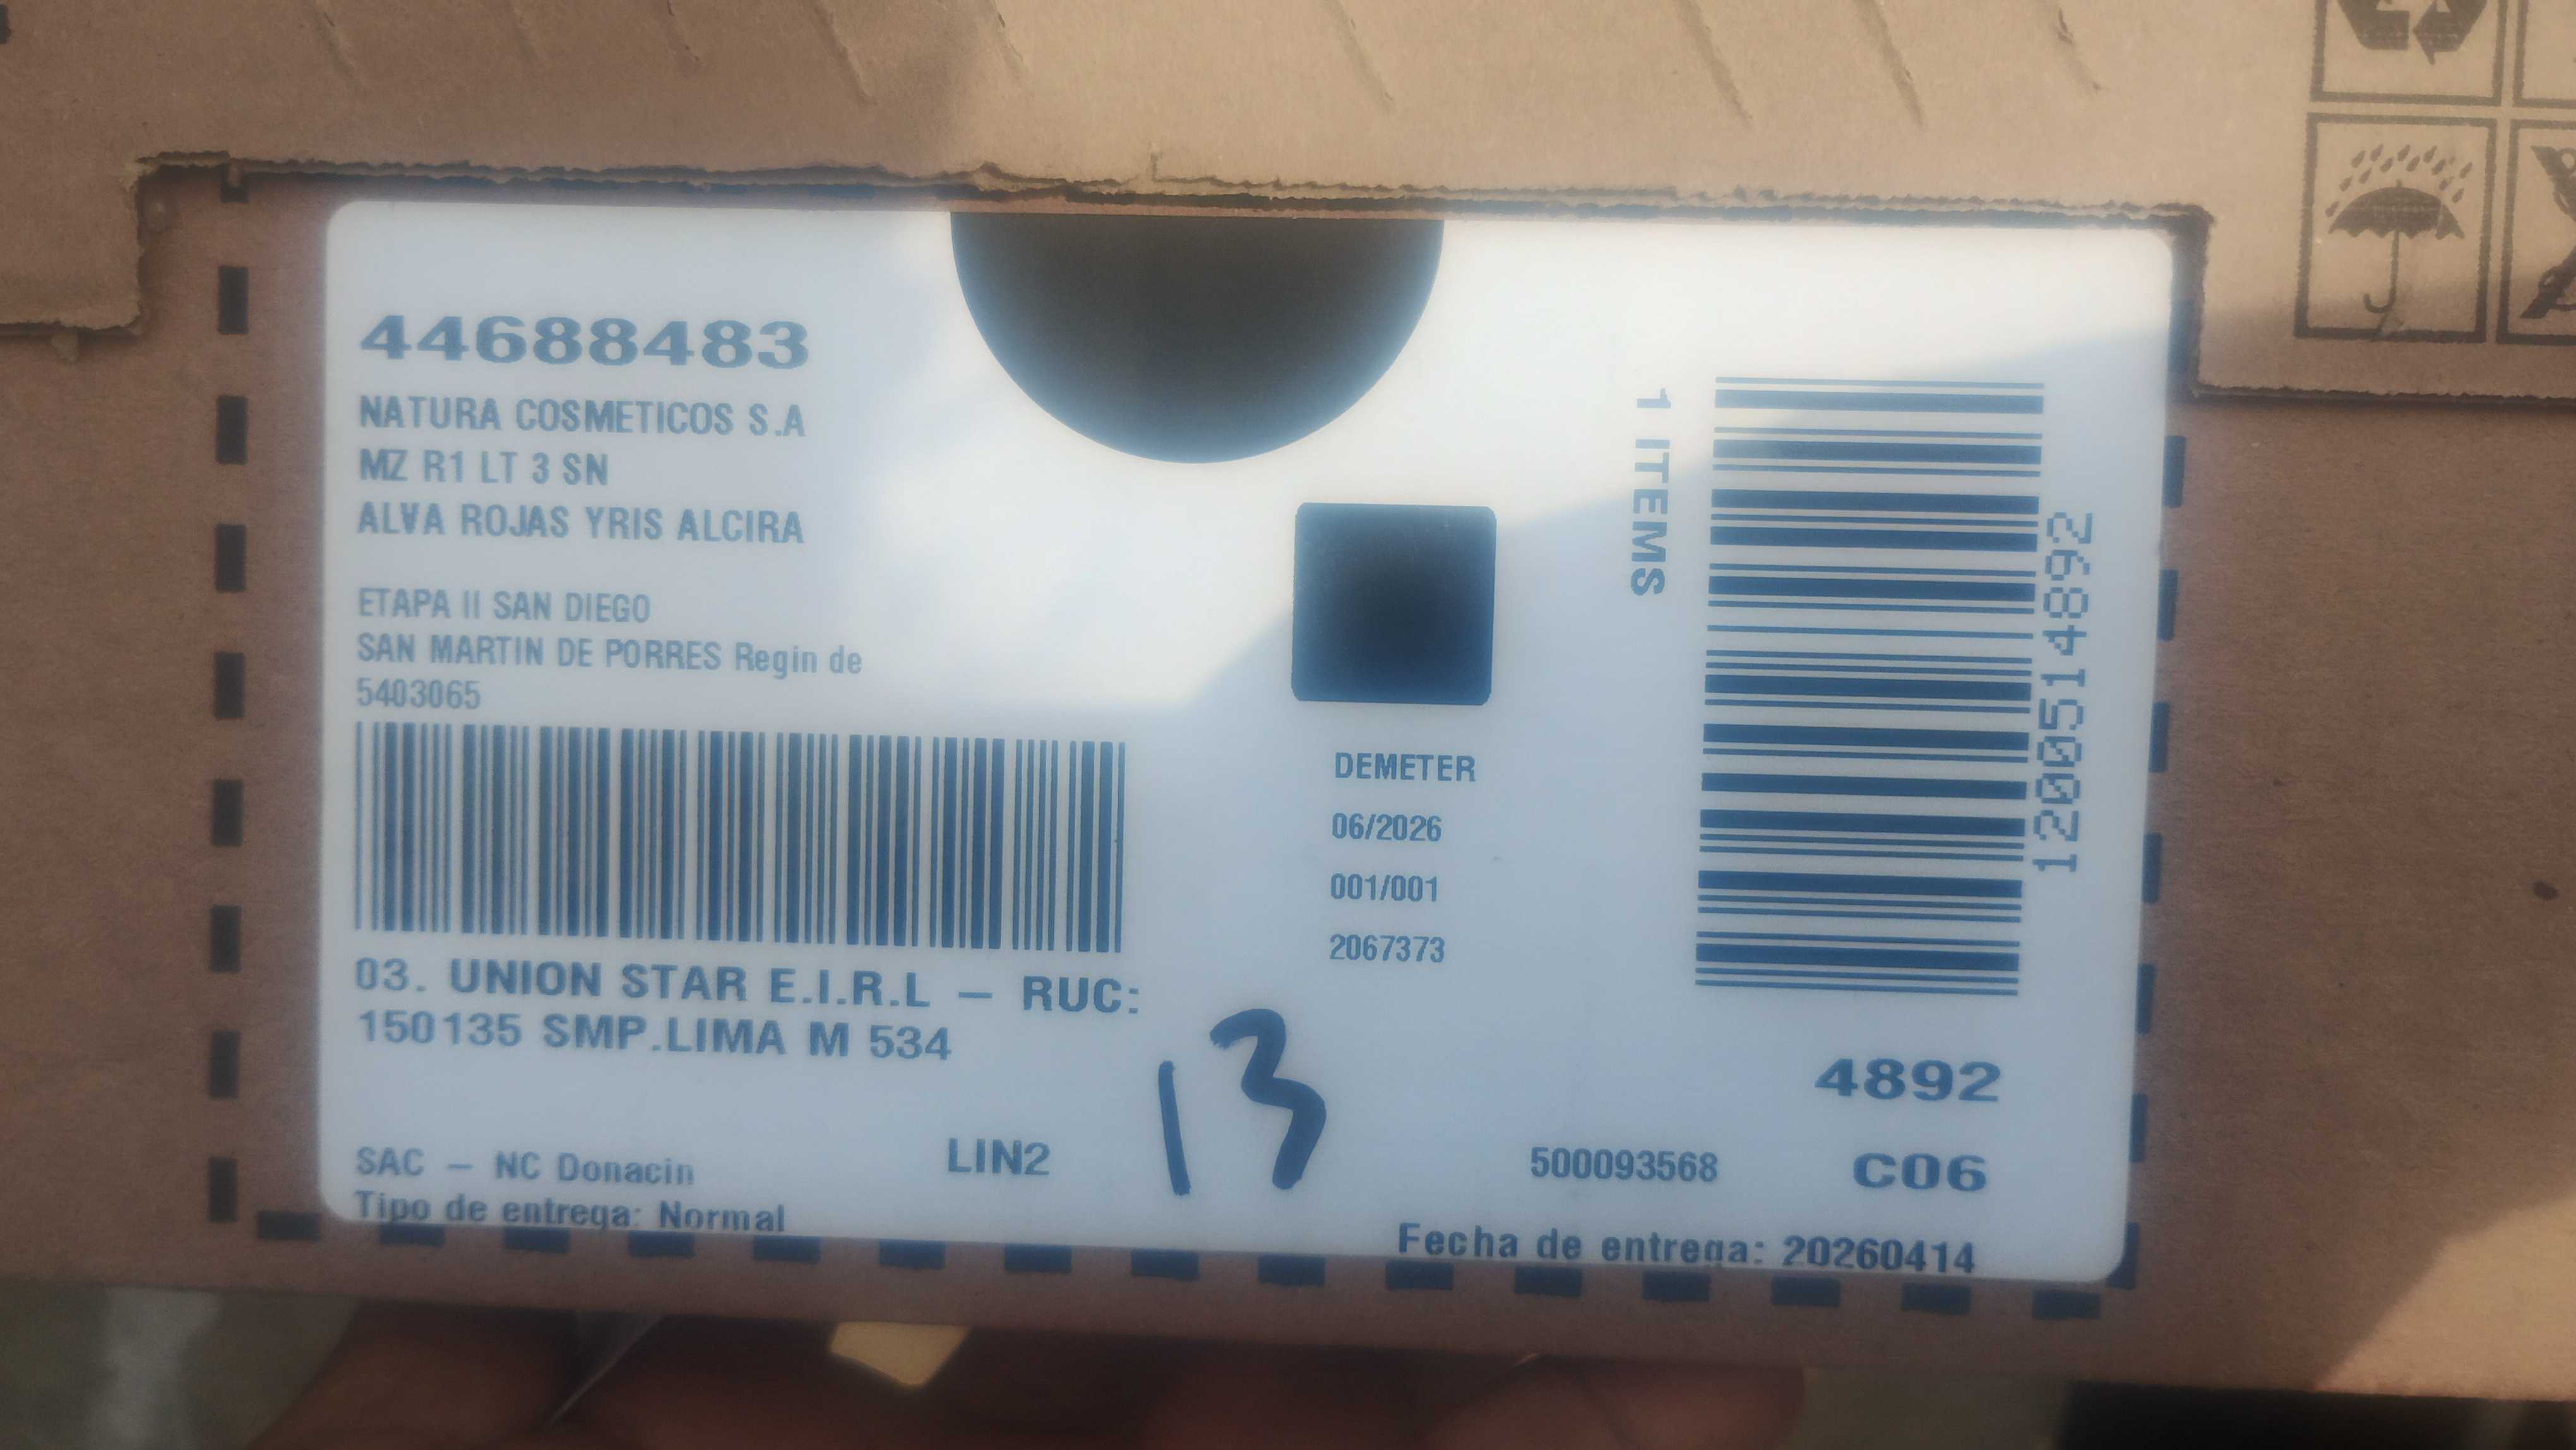 44688483
NATURA COSMETICOS S.A
MZ R1 LT 3 SN
ALVA ROJAS YRIS ALCIRA
ETAPA II SAN DIEGO
SAN MARTIN DE PORRES Regin de
5403065
03. UNION STAR E.I.R.L – RUC:
150135 SMP.LIMA M 534
SAC – NC Donacin
Tipo de entrega: Normal
LIN2
13
DEMETER
06/2026
001/001
2067373
1 ITEMS
120051​4892
4892
500093568
C06
Fecha de entrega: 20260414